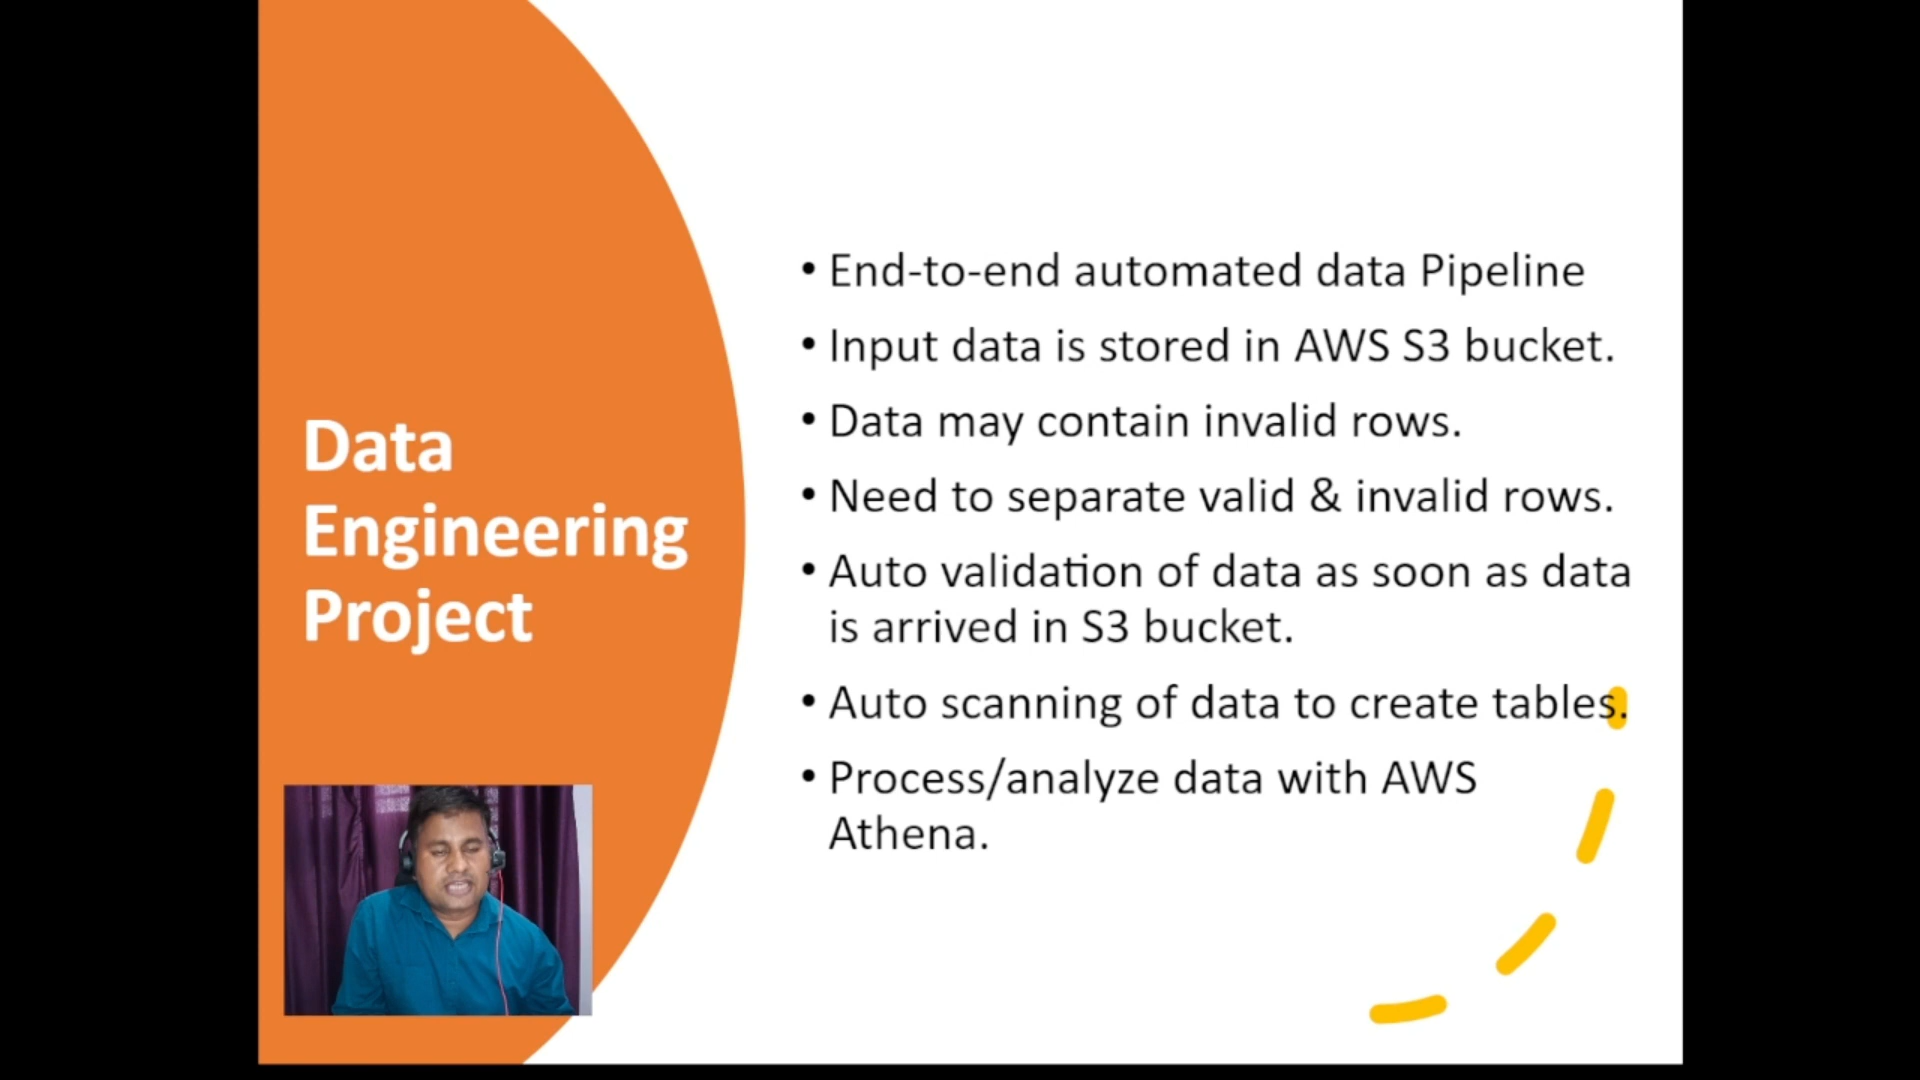 Data
Engineering
Project
• End-to-end automated data Pipeline
• Input data is stored in AWS S3 bucket.
• Data may contain invalid rows.
• Need to separate valid & invalid rows.
• Auto validation of data as soon as data
is arrived in S3 bucket.
• Auto scanning of data to create tables.
• Process/analyze data with AWS
Athena.